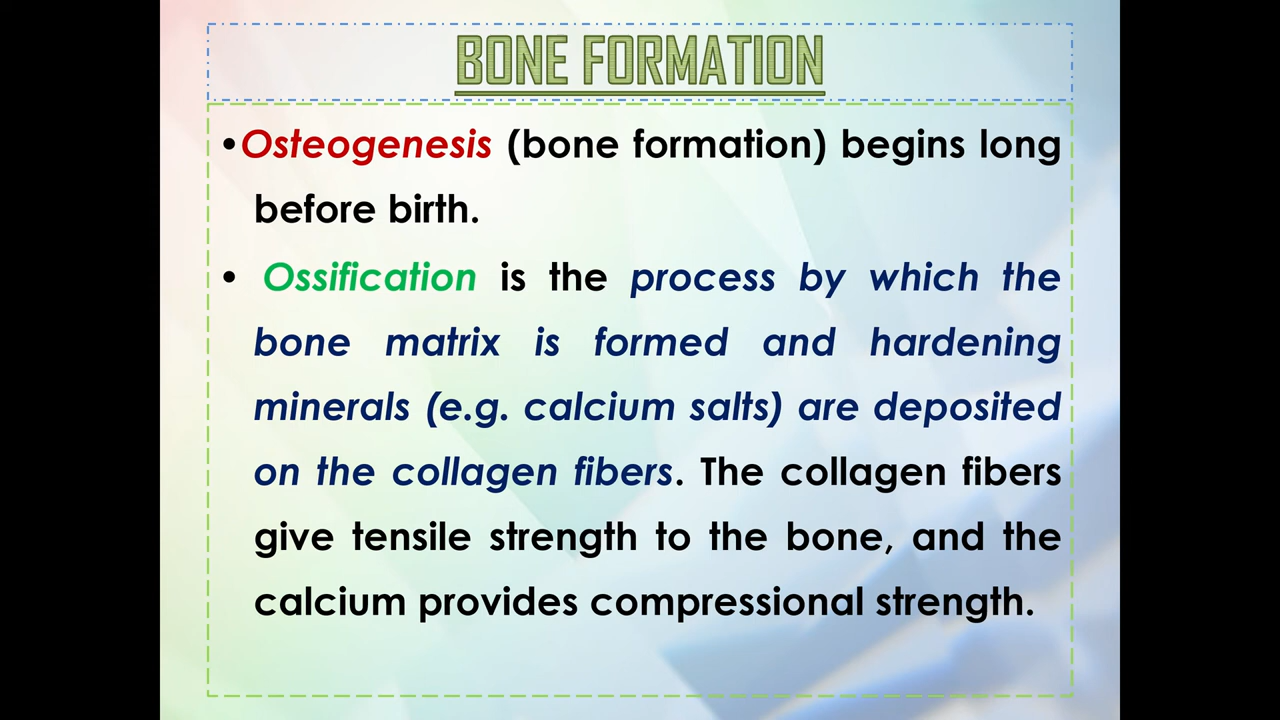 BONE FORMATION
•Osteogenesis (bone formation) begins long
before birth.
• Ossification is the process by which the
bone matrix is formed and hardening
minerals (e.g. calcium salts) are deposited
on the collagen fibers. The collagen fibers
give tensile strength to the bone, and the
calcium provides compressional strength.